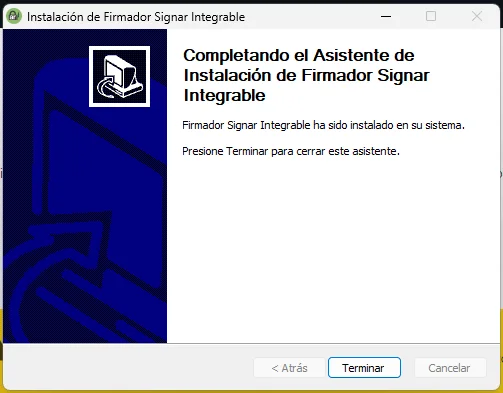 Instalación de Firmador Signar Integrable
Completando el Asistente de
Instalación de Firmador Signar
Integrable
Firmador Signar Integrable ha sido instalado en su sistema.
Presione Terminar para cerrar este asistente.
< Atrás
Terminar
Cancelar